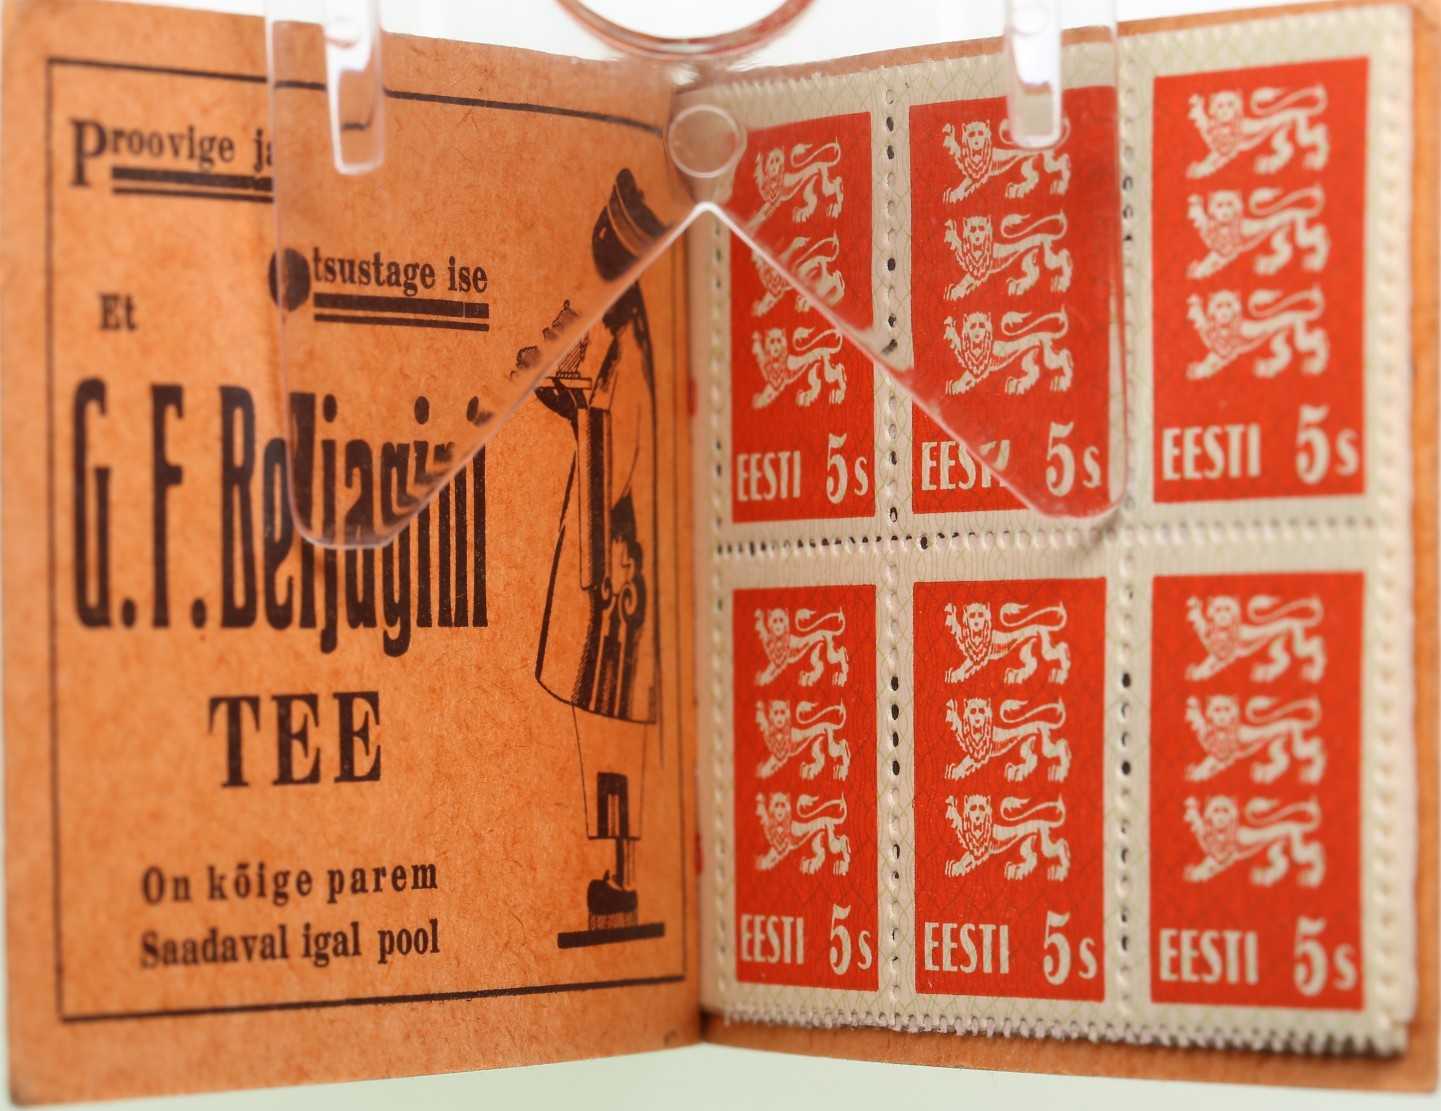 Proovige ja
Otsustage ise
Et
G.F. Beljagini
TEE
On kõige parem
Saadaval igal pool
EESTI 5s
EESTI 5s
EESTI 5s
EESTI 5s
EESTI 5s
EESTI 5s